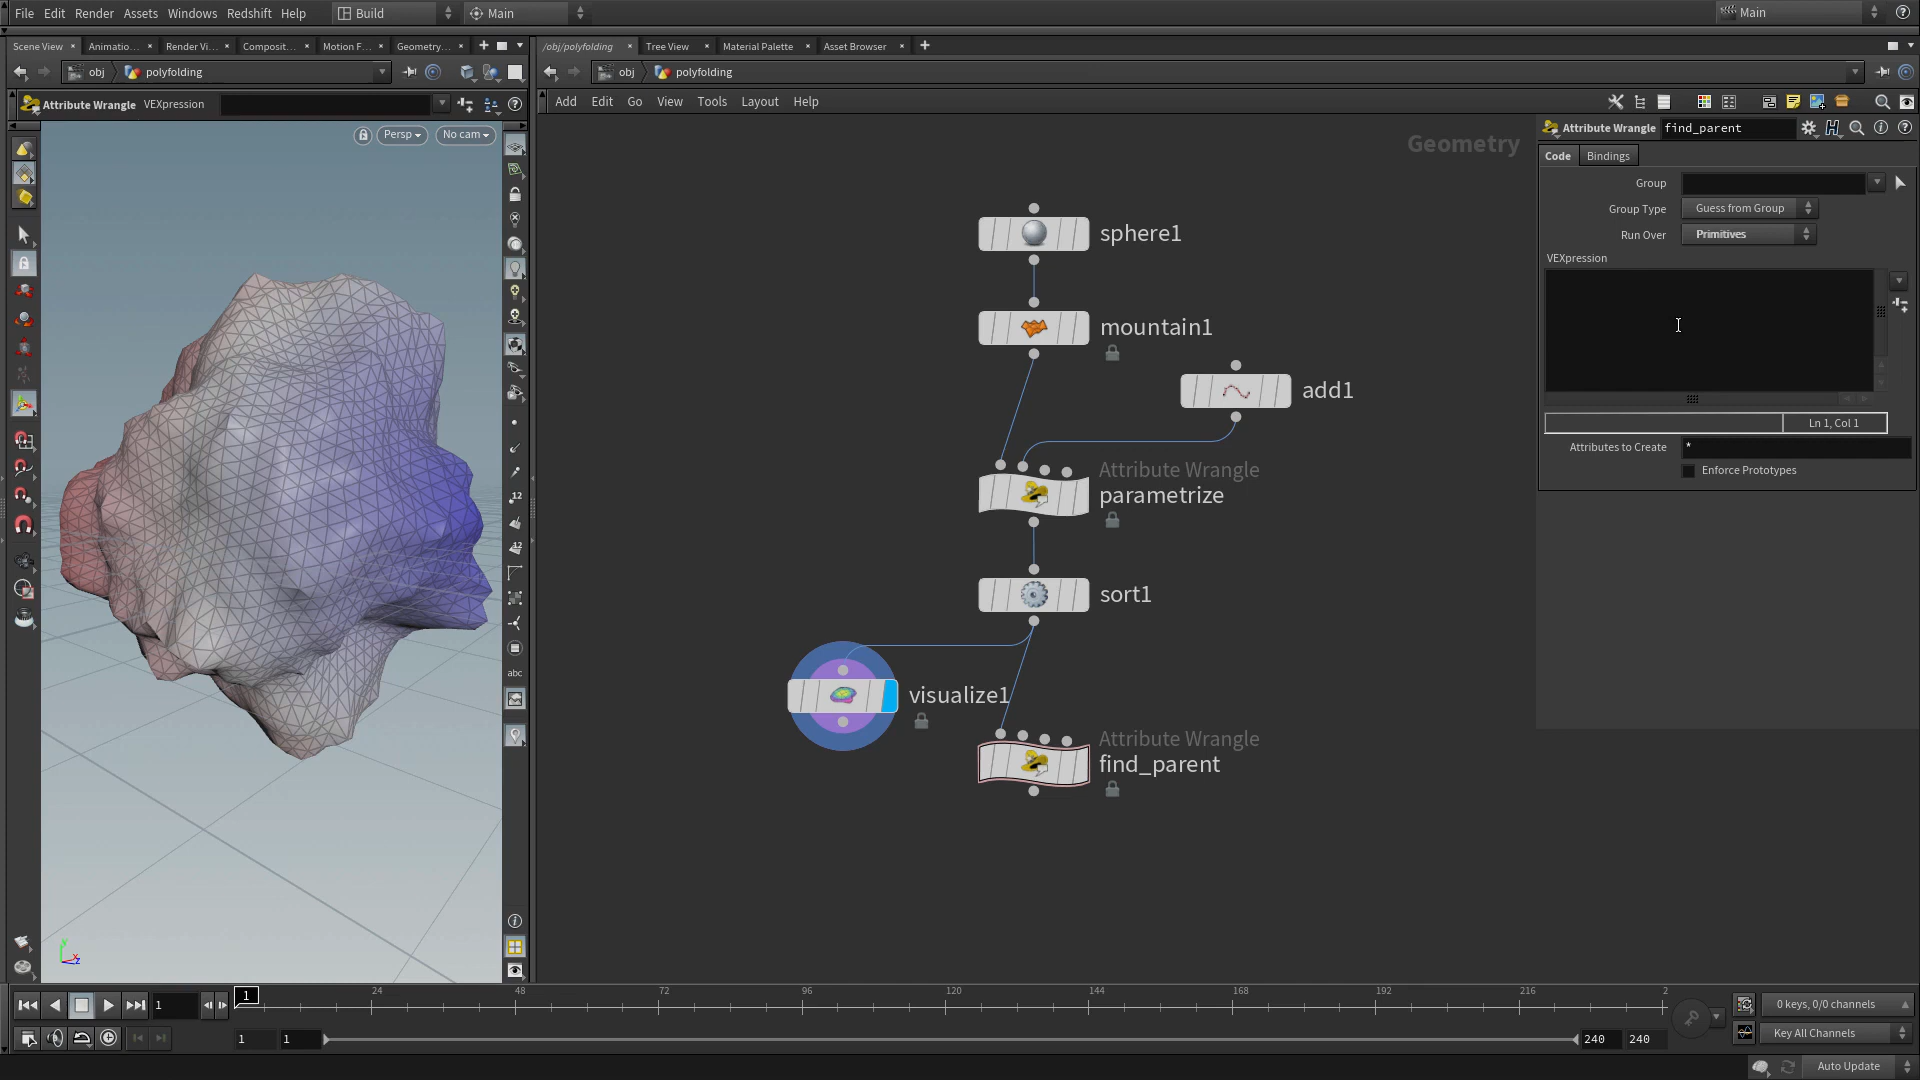 File Edit Render Assets Windows Redshift Help Build Main Main
Scene View Animatio... Render Vi... Composit... Motion F... Geometry... /obj/polyfolding Tree View Material Palette Asset Browser
obj polyfolding obj polyfolding
Attribute Wrangle VEXpression Add Edit Go View Tools Layout Help
Persp No cam Geometry
Attribute Wrangle find_parent
Code Bindings
Group
Group Type Guess from Group
Run Over Primitives
VEXpression
Ln 1, Col 1
Attributes to Create *
Enforce Prototypes
sphere1
mountain1
add1
Attribute Wrangle
parametrize
sort1
visualize1
Attribute Wrangle
find_parent
12
12
abc
Y
X
Z
1 1 24 48 72 96 120 144 168 192 216 2 0 keys, 0/0 channels
1 1 240 240 Key All Channels
Auto Update